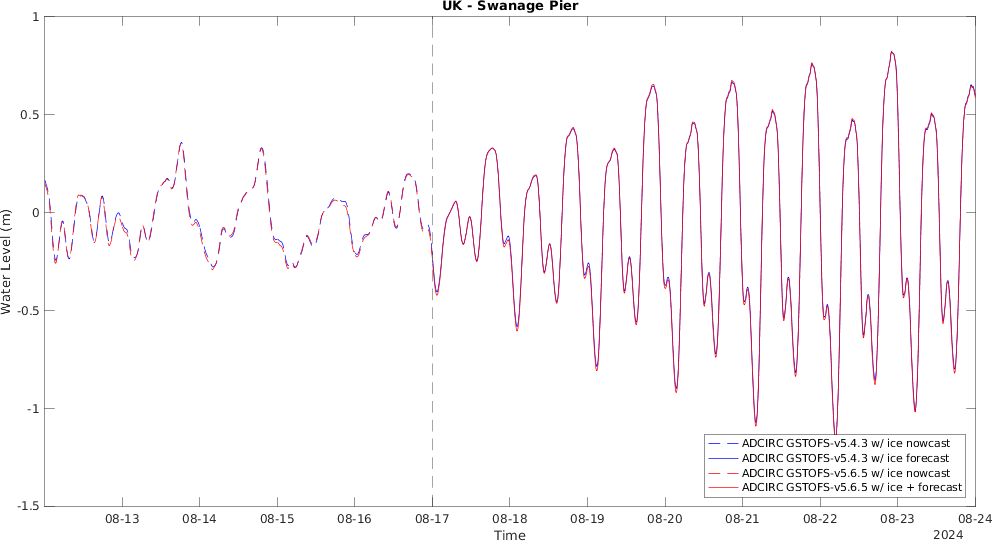 UK - Swanage Pier
1
0.5
0
-0.5
-1
-1.5
Water Level (m)
08-13
08-14
08-15
08-16
08-17
08-18
08-19
08-20
08-21
08-22
08-23
08-24
Time
2024
ADCIRC GSTOFS-v5.4.3 w/ ice nowcast
ADCIRC GSTOFS-v5.4.3 w/ ice forecast
ADCIRC GSTOFS-v5.6.5 w/ ice nowcast
ADCIRC GSTOFS-v5.6.5 w/ ice + forecast